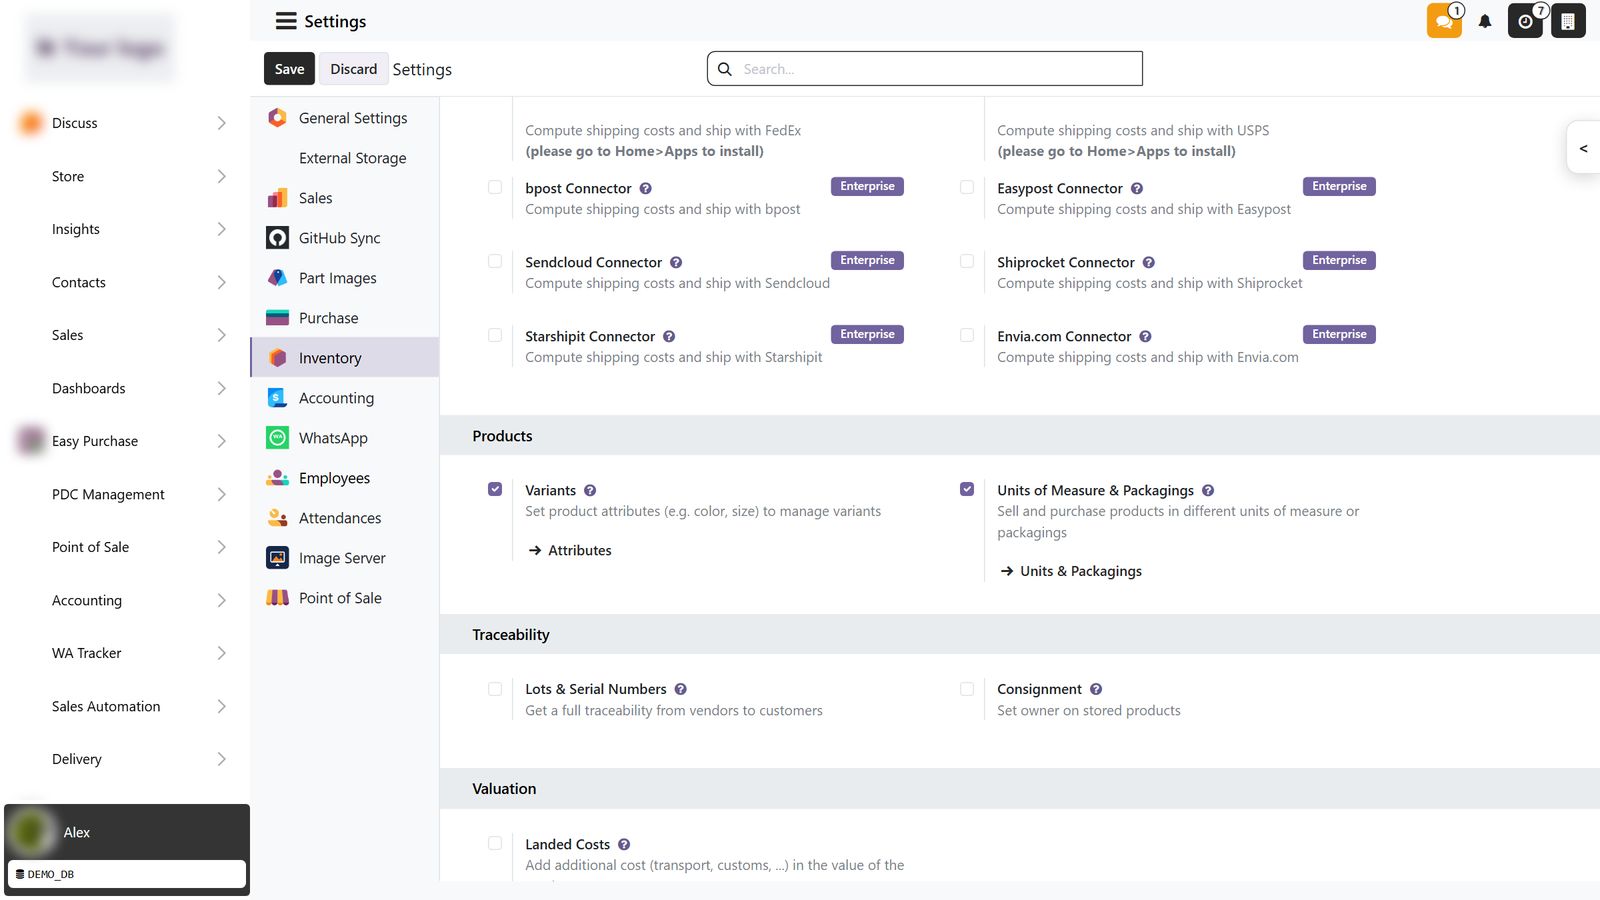 Settings
1
7
Save
Discard
Settings
Search...
Discuss
Store
Insights
Contacts
Sales
Dashboards
Easy Purchase
PDC Management
Point of Sale
Accounting
WA Tracker
Sales Automation
Delivery
Alex
DEMO_DB
General Settings
External Storage
Sales
GitHub Sync
Part Images
Purchase
Inventory
Accounting
WhatsApp
Employees
Attendances
Image Server
Point of Sale
Compute shipping costs and ship with FedEx
(please go to Home>Apps to install)
Compute shipping costs and ship with USPS
(please go to Home>Apps to install)
<
bpost Connector ?
Enterprise
Compute shipping costs and ship with bpost
Easypost Connector ?
Enterprise
Compute shipping costs and ship with Easypost
Sendcloud Connector ?
Enterprise
Compute shipping costs and ship with Sendcloud
Shiprocket Connector ?
Enterprise
Compute shipping costs and ship with Shiprocket
Starshipit Connector ?
Enterprise
Compute shipping costs and ship with Starshipit
Envia.com Connector ?
Enterprise
Compute shipping costs and ship with Envia.com
Products
Variants ?
Set product attributes (e.g. color, size) to manage variants
→ Attributes
Units of Measure & Packagings ?
Sell and purchase products in different units of measure or
packagings
→ Units & Packagings
Traceability
Lots & Serial Numbers ?
Get a full traceability from vendors to customers
Consignment ?
Set owner on stored products
Valuation
Landed Costs ?
Add additional cost (transport, customs, ...) in the value of the